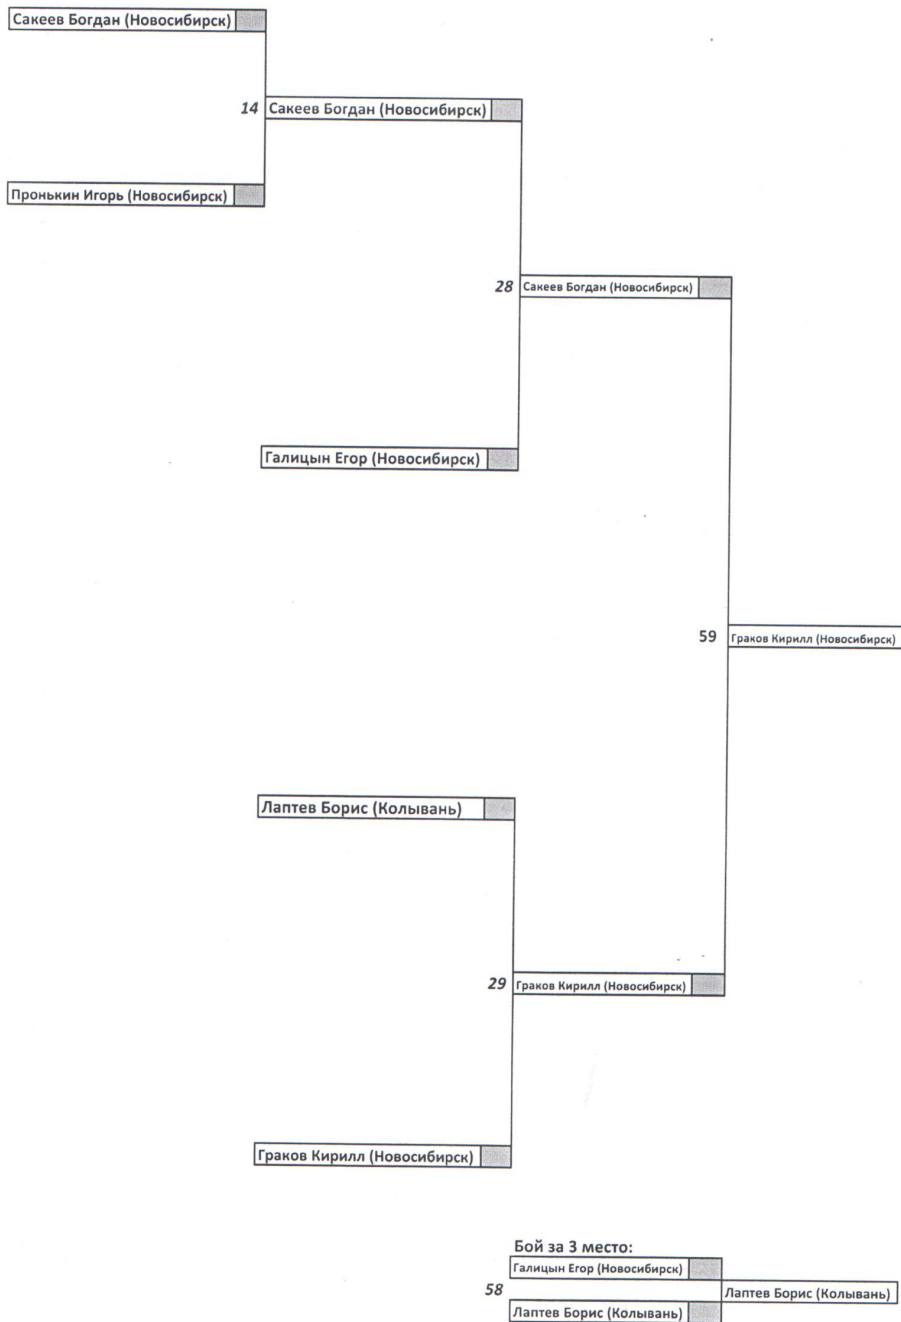 Сакеев Богдан (Новосибирск)
14 Сакеев Богдан (Новосибирск)
Пронькин Игорь (Новосибирск)
28 Сакеев Богдан (Новосибирск)
Галицын Егор (Новосибирск)
59 Граков Кирилл (Новосибирск)
Лаптев Борис (Колывань)
29 Граков Кирилл (Новосибирск)
Граков Кирилл (Новосибирск)
Бой за 3 место:
Галицын Егор (Новосибирск)
58 Лаптев Борис (Колывань)
Лаптев Борис (Колывань)